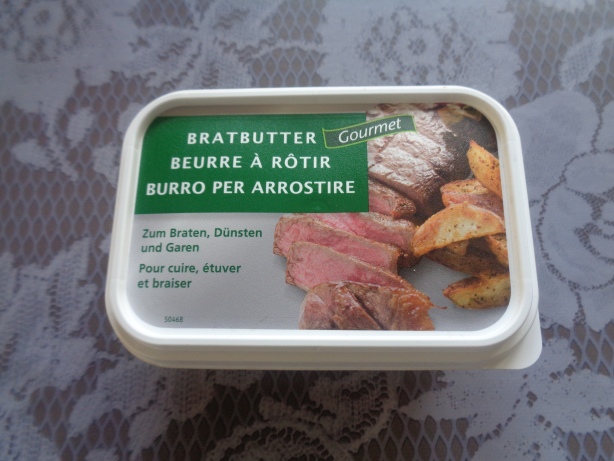 BRATBUTTER Gourmet
BEURRE À RÔTIR
BURRO PER ARROSTIRE
Zum Braten, Dünsten
und Garen
Pour cuire, étuver
et braiser
50468